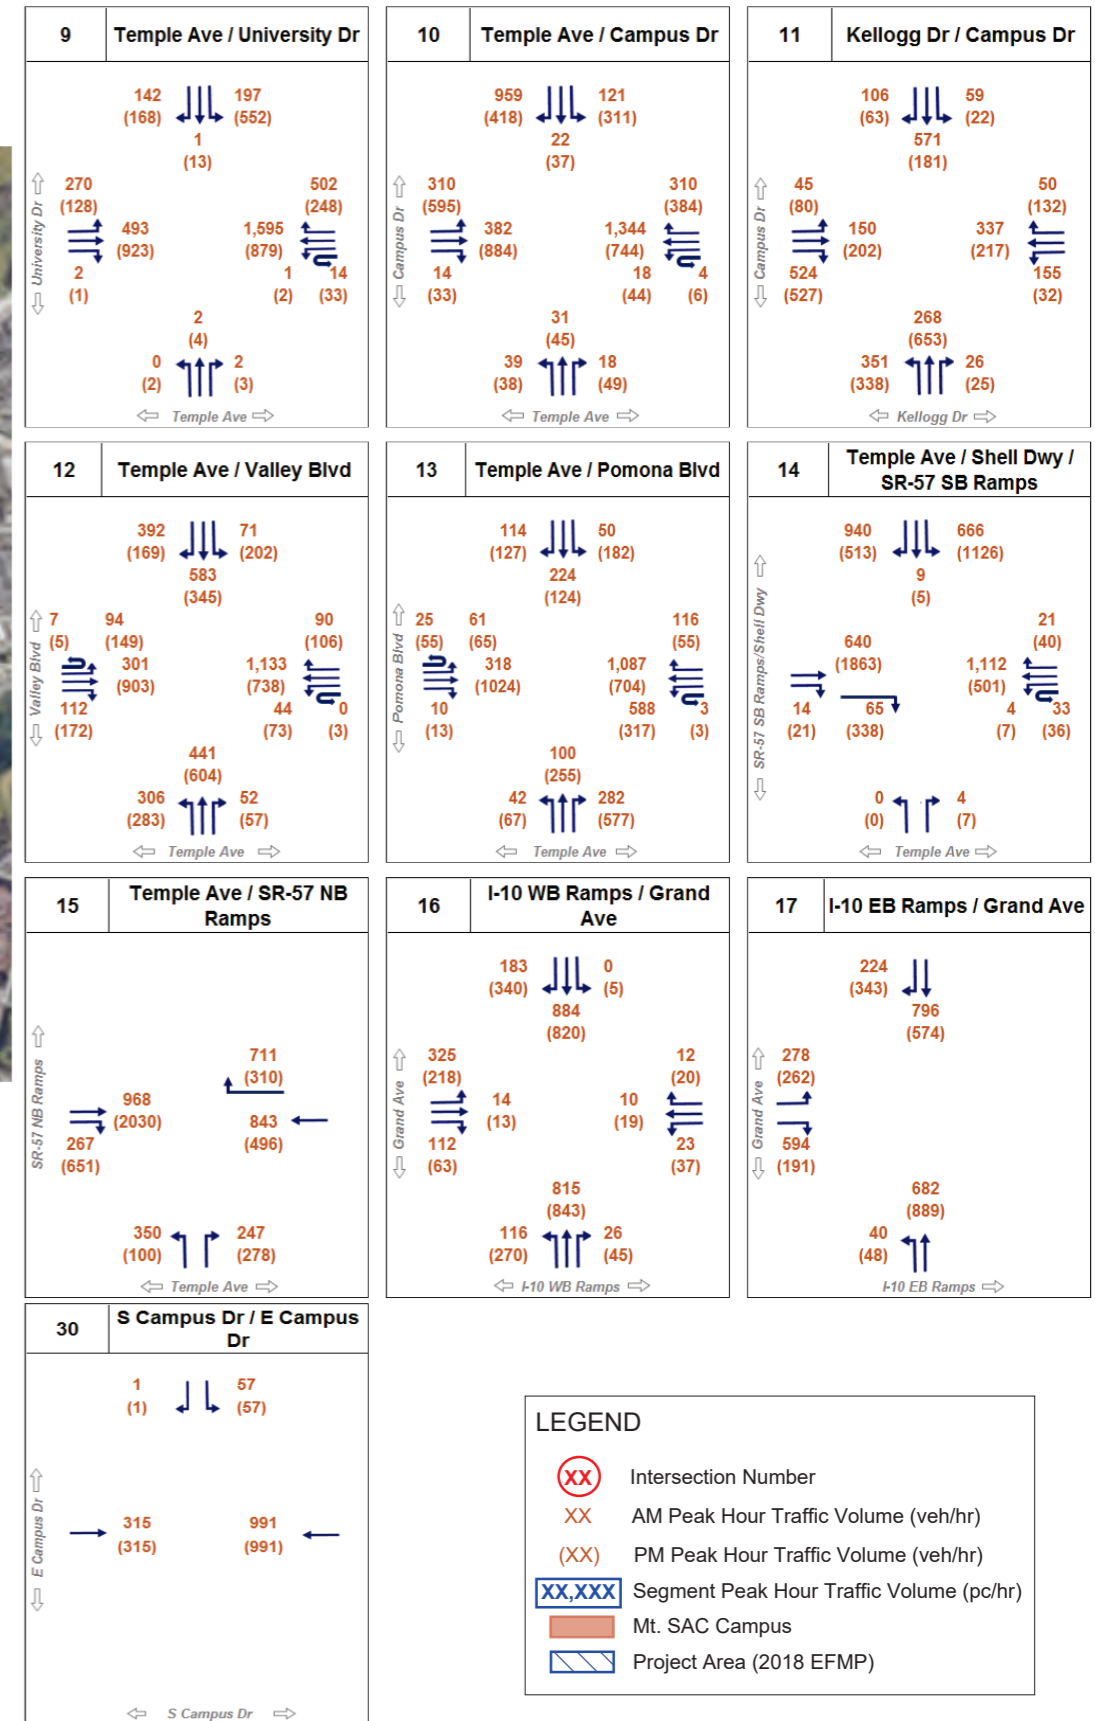 9 Temple Ave / University Dr
142 197
(168) (552)
1
(13)
270 502
(128) (248)
493 1,595
(923) (879)
2 1 14
(1) (2) (33)
2
(4)
0 2
(2) (3)
University Dr
Temple Ave
10 Temple Ave / Campus Dr
959 121
(418) (311)
22
(37)
310 310
(595) (384)
382 1,344
(884) (744)
14 18 4
(33) (44) (6)
31
(45)
39 18
(38) (49)
Campus Dr
Temple Ave
11 Kellogg Dr / Campus Dr
106 59
(63) (22)
571
(181)
45 50
(80) (132)
150 337
(202) (217)
524 155
(527) (32)
268
(653)
351 26
(338) (25)
Campus Dr
Kellogg Dr
12 Temple Ave / Valley Blvd
392 71
(169) (202)
583
(345)
7 94 90
(5) (149) (106)
301 1,133
(903) (738)
112 44 0
(172) (73) (3)
441
(604)
306 52
(283) (57)
Valley Blvd
Temple Ave
13 Temple Ave / Pomona Blvd
114 50
(127) (182)
224
(124)
25 61 116
(55) (65) (55)
318 1,087
(1024) (704)
10 588 3
(13) (317) (3)
100
(255)
42 282
(67) (577)
Pomona Blvd
Temple Ave
14 Temple Ave / Shell Dwy /
SR-57 SB Ramps
940 666
(513) (1126)
9
(5)
21
(40)
640 1,112
(1863) (501)
14 65 4 33
(21) (338) (7) (36)
0 4
(0) (7)
SR-57 SB Ramps/Shell Dwy
Temple Ave
15 Temple Ave / SR-57 NB
Ramps
711
(310)
968 843
(2030) (496)
267
(651)
350 247
(100) (278)
SR-57 NB Ramps
Temple Ave
16 I-10 WB Ramps / Grand
Ave
183 0
(340) (5)
884
(820)
325 12
(218) (20)
14 10
(13) (19)
112 23
(63) (37)
815
(843)
116 26
(270) (45)
Grand Ave
I-10 WB Ramps
17 I-10 EB Ramps / Grand Ave
224
(343)
796
(574)
278
(262)
594
(191)
682
(889)
40
(48)
Grand Ave
I-10 EB Ramps
30 S Campus Dr / E Campus
Dr
1 57
(1) (57)
315 991
(315) (991)
E Campus Dr
S Campus Dr
LEGEND
XX Intersection Number
XX AM Peak Hour Traffic Volume (veh/hr)
(XX) PM Peak Hour Traffic Volume (veh/hr)
XX,XXX Segment Peak Hour Traffic Volume (pc/hr)
Mt. SAC Campus
Project Area (2018 EFMP)